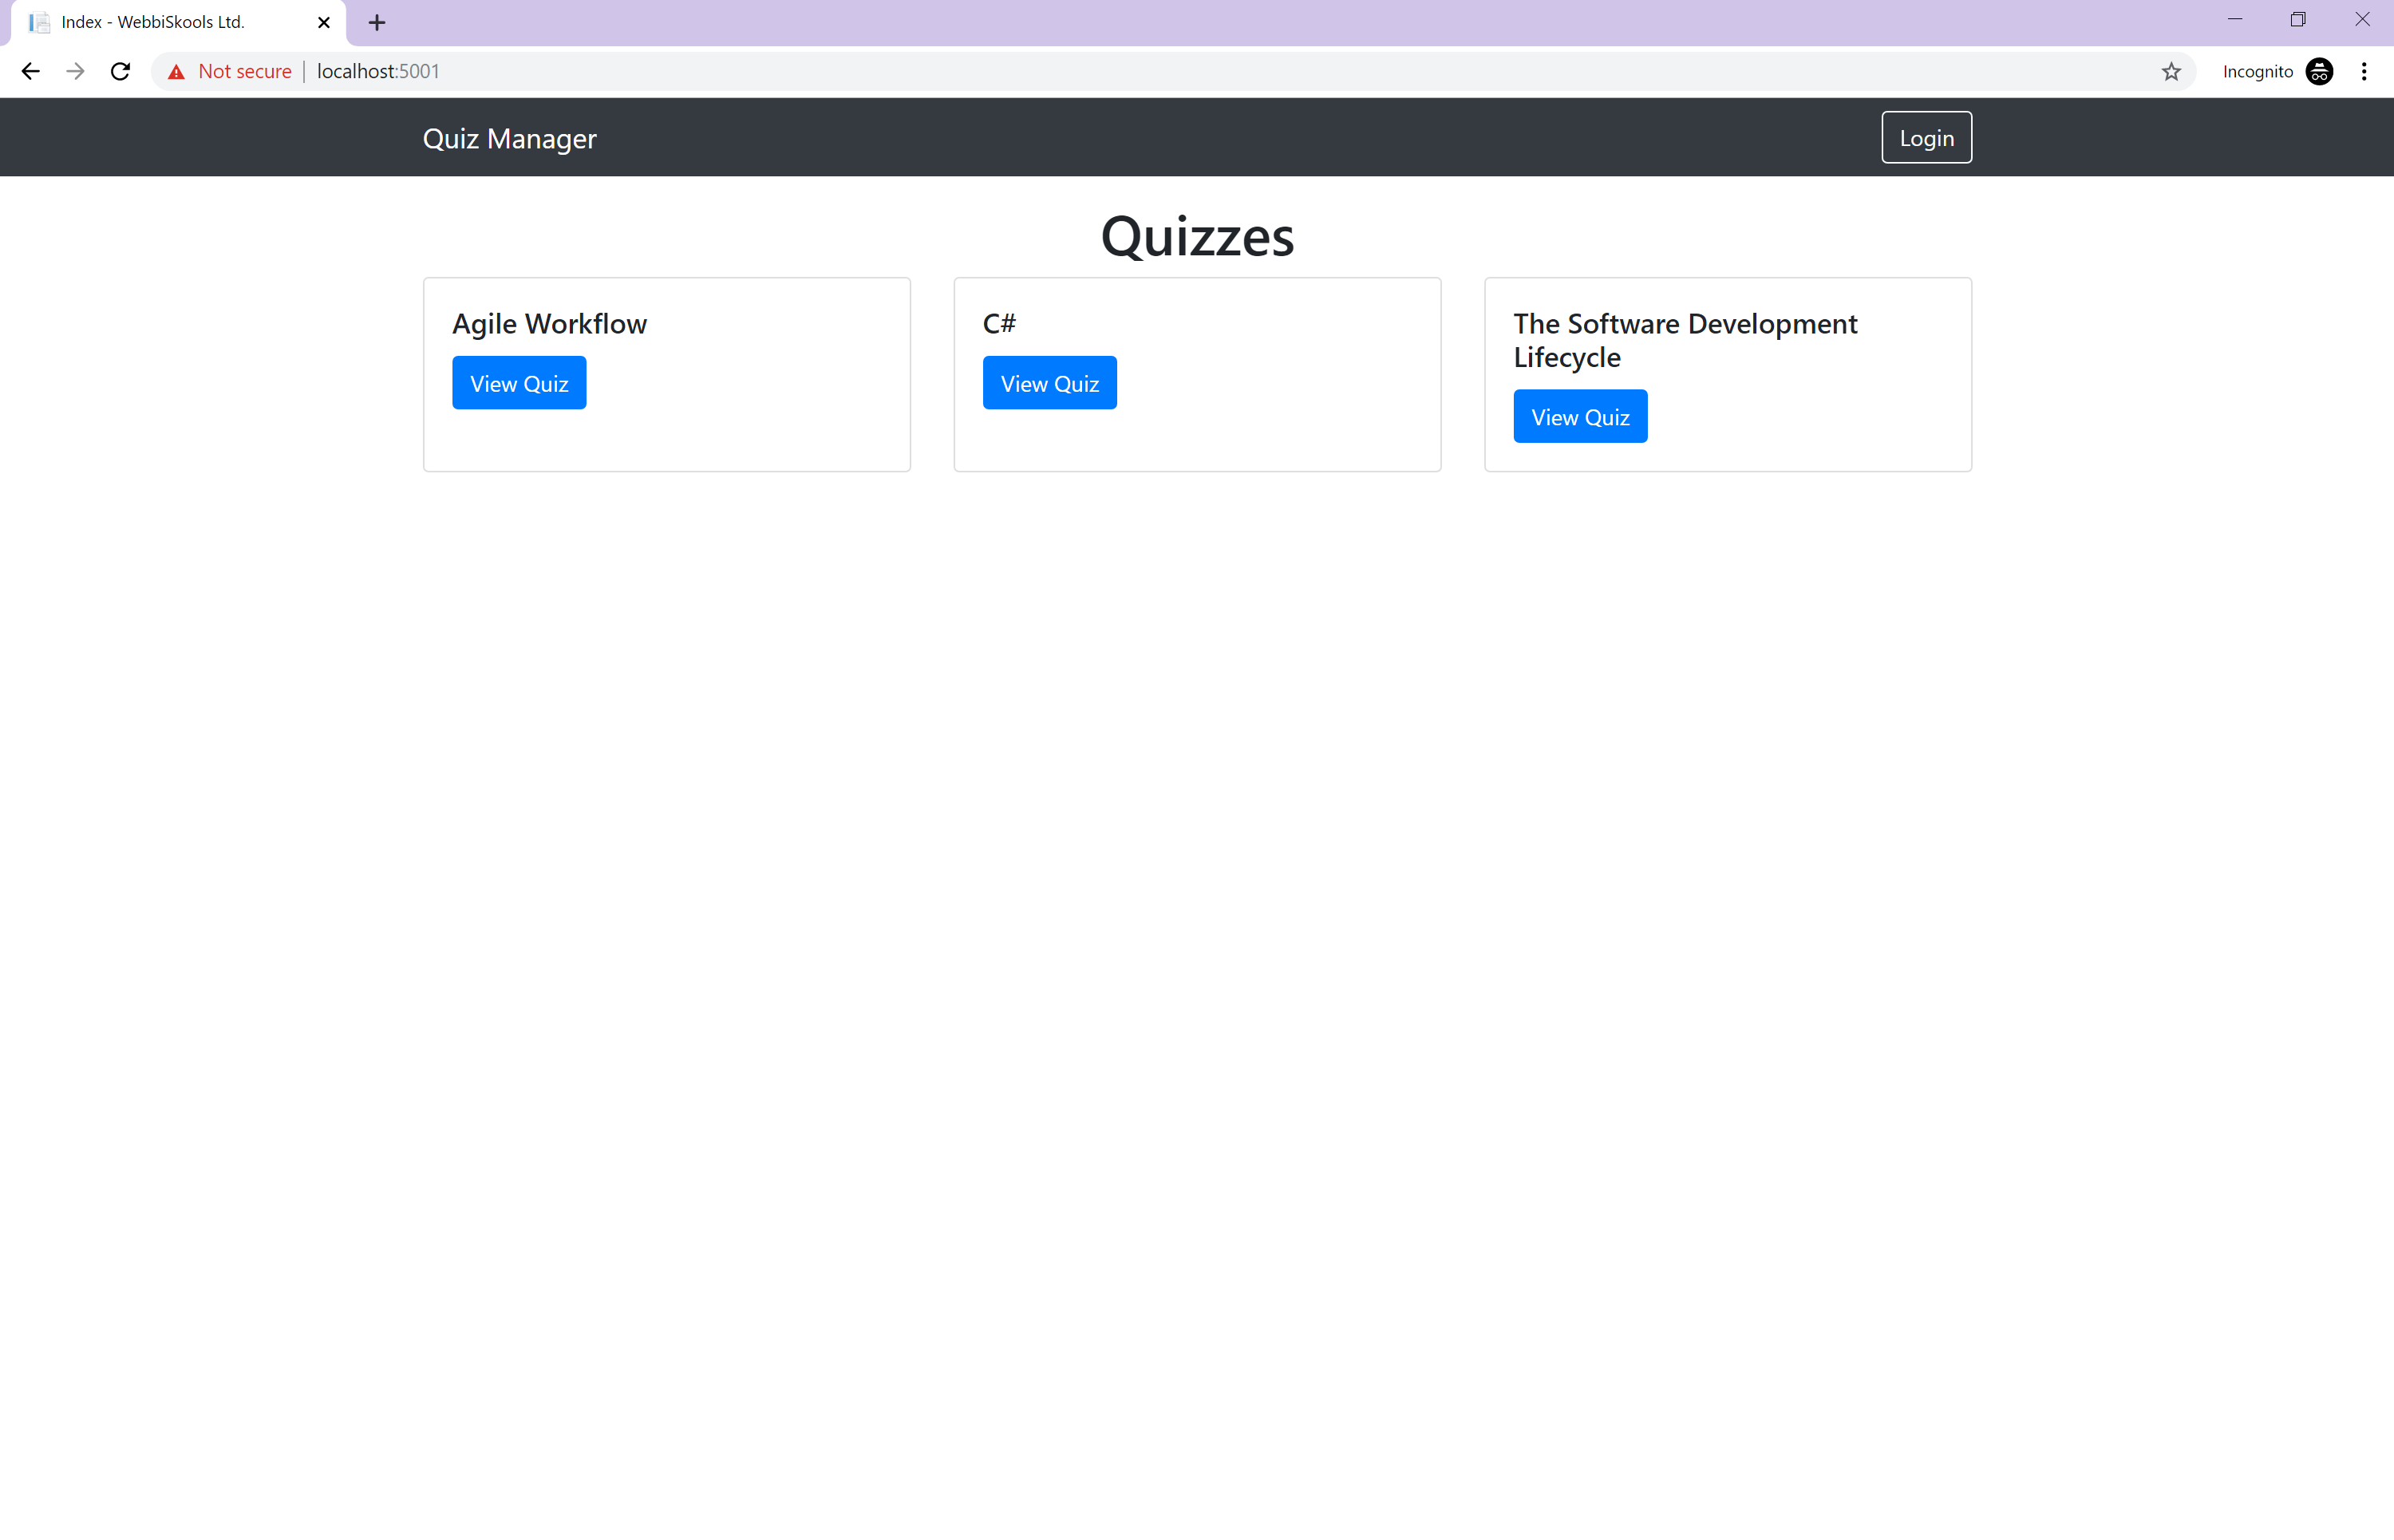 Index - WebbiSkools Ltd.
Not secure | localhost:5001
Incognito
Quiz Manager
Login
Quizzes
Agile Workflow
View Quiz
C#
View Quiz
The Software Development
Lifecycle
View Quiz